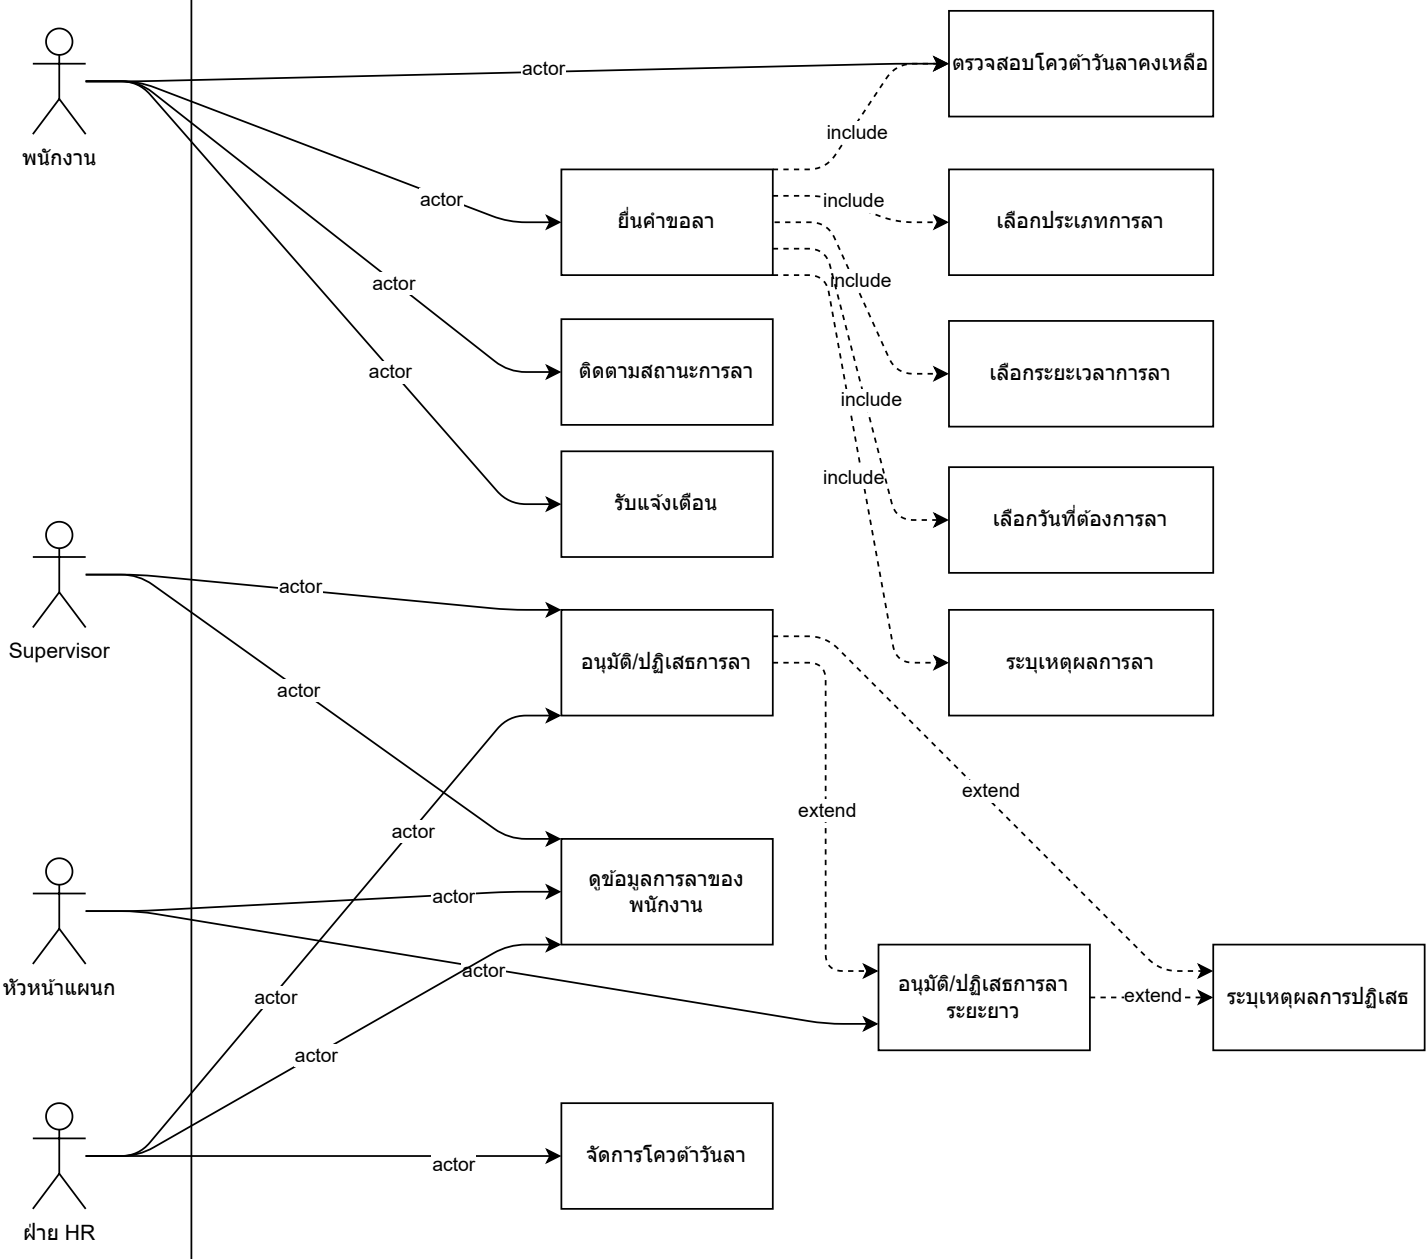 actor
ตรวจสอบโควต้าวันลาคงเหลือ
พนักงาน
include
actor
ยื่นคำขอลา
include
เลือกประเภทการลา
actor
include
actor
ติดตามสถานะการลา
เลือกระยะเวลาการลา
include
include
รับแจ้งเตือน
เลือกวันที่ต้องการลา
actor
Supervisor
อนุมัติ/ปฏิเสธการลา
ระบุเหตุผลการลา
actor
extend
extend
actor
ดูข้อมูลการลาของ
พนักงาน
actor
หัวหน้าแผนก
actor
actor
อนุมัติ/ปฏิเสธการลา
ระยะยาว
extend
ระบุเหตุผลการปฏิเสธ
actor
actor
จัดการโควต้าวันลา
ฝ่าย HR